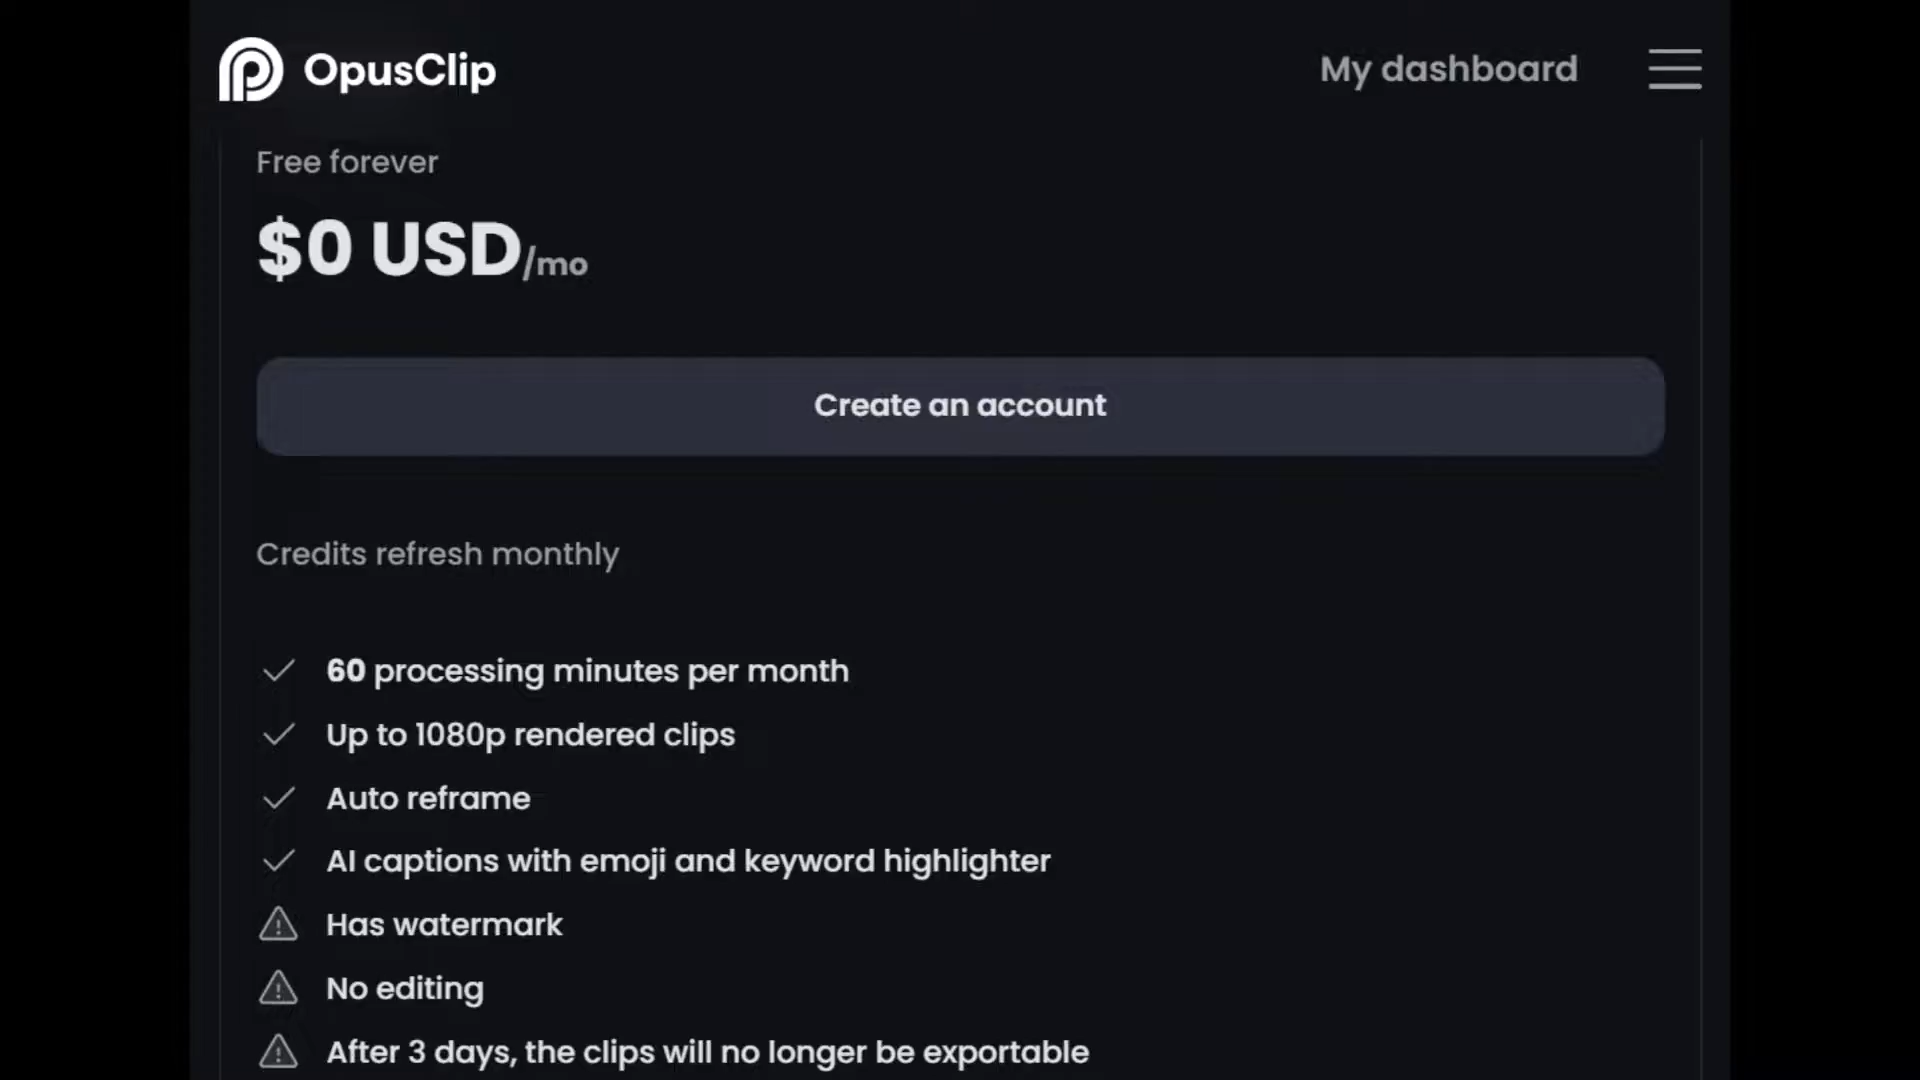 OpusClip
My dashboard
Free forever
$0 USD/mo
Create an account
Credits refresh monthly
60 processing minutes per month
Up to 1080p rendered clips
Auto reframe
AI captions with emoji and keyword highlighter
Has watermark
No editing
After 3 days, the clips will no longer be exportable